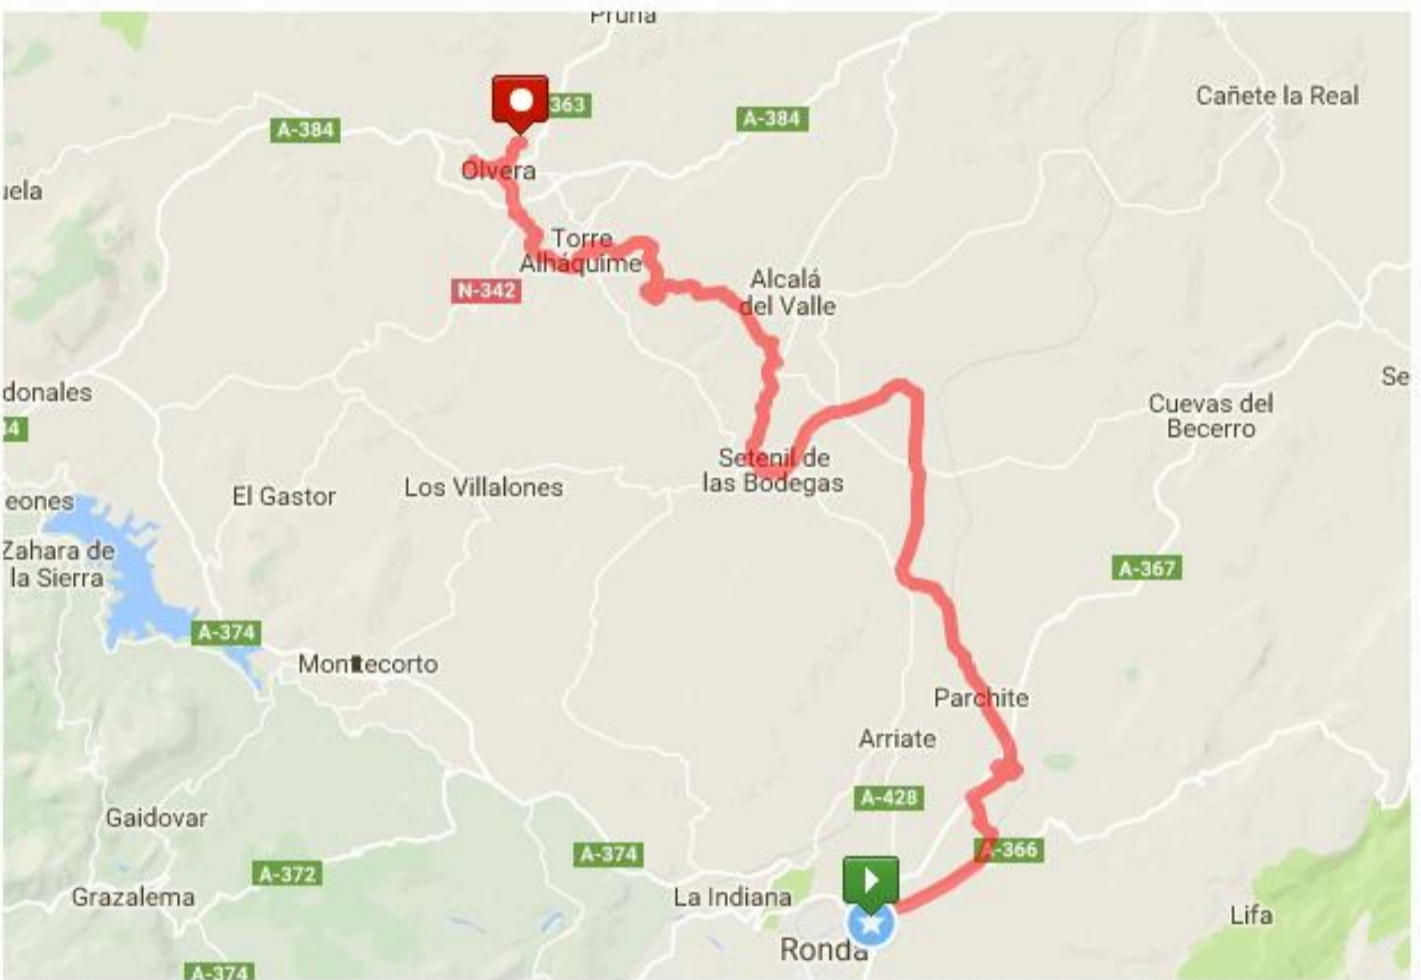 Pruna
363
Cañete la Real
A-384
A-384
Olvera
uela
Torre
Alháquime
N-342
Alcalá
del Valle
donales
Se
Cuevas del
Becerro
Setenil de
las Bodegas
El Gastor
Los Villalones
eones
Zahara de
la Sierra
A-367
A-374
Montecorto
Parchite
Arriate
A-428
Gaidovar
A-374
A-366
A-372
Grazalema
La Indiana
Lifa
Ronda
A-374